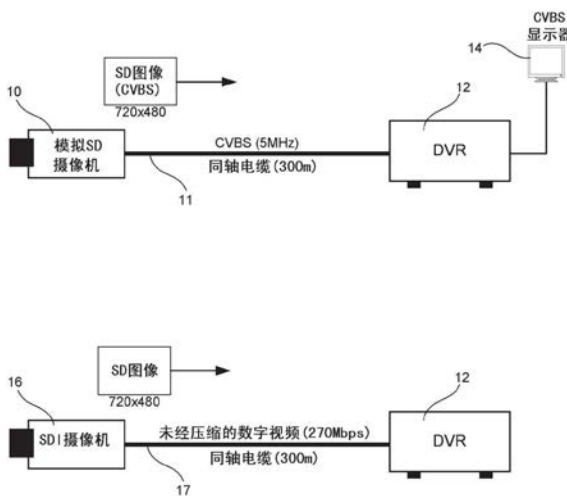 CVBS
显示器
14
SD图像
(CVBS)
720x480
10
12
模拟SD
摄像机
CVBS (5MHz)
同轴电缆(300m)
11
DVR
SD图像
720x480
16
12
SDI摄像机
未经压缩的数字视频(270Mbps)
同轴电缆(300m)
17
DVR